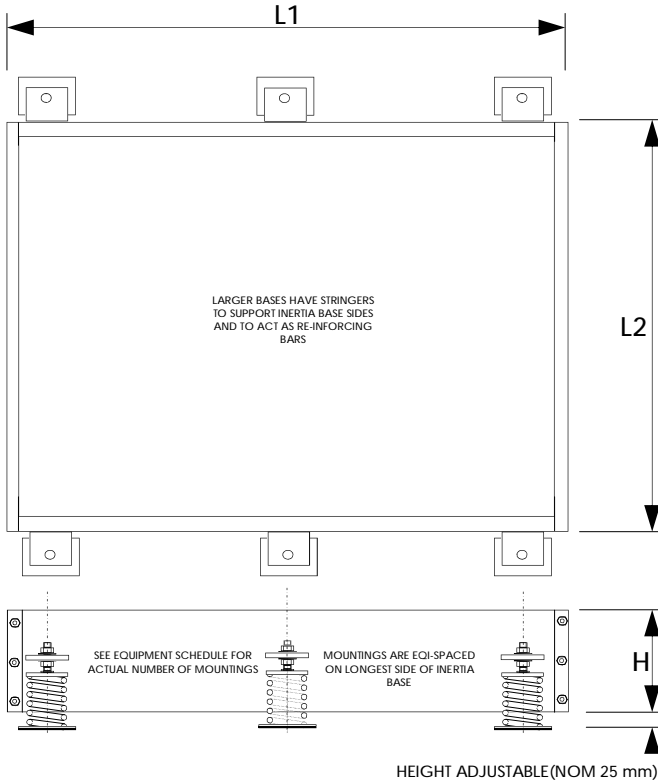 L1
LARGER BASES HAVE STRINGERS
TO SUPPORT INERTIA BASE SIDES
AND TO ACT AS RE-INFORCING
BARS
L2
SEE EQUIPMENT SCHEDULE FOR
ACTUAL NUMBER OF MOUNTINGS
MOUNTINGS ARE EQI-SPACED
ON LONGEST SIDE OF INERTIA
BASE
H
HEIGHT ADJUSTABLE(NOM 25 mm)